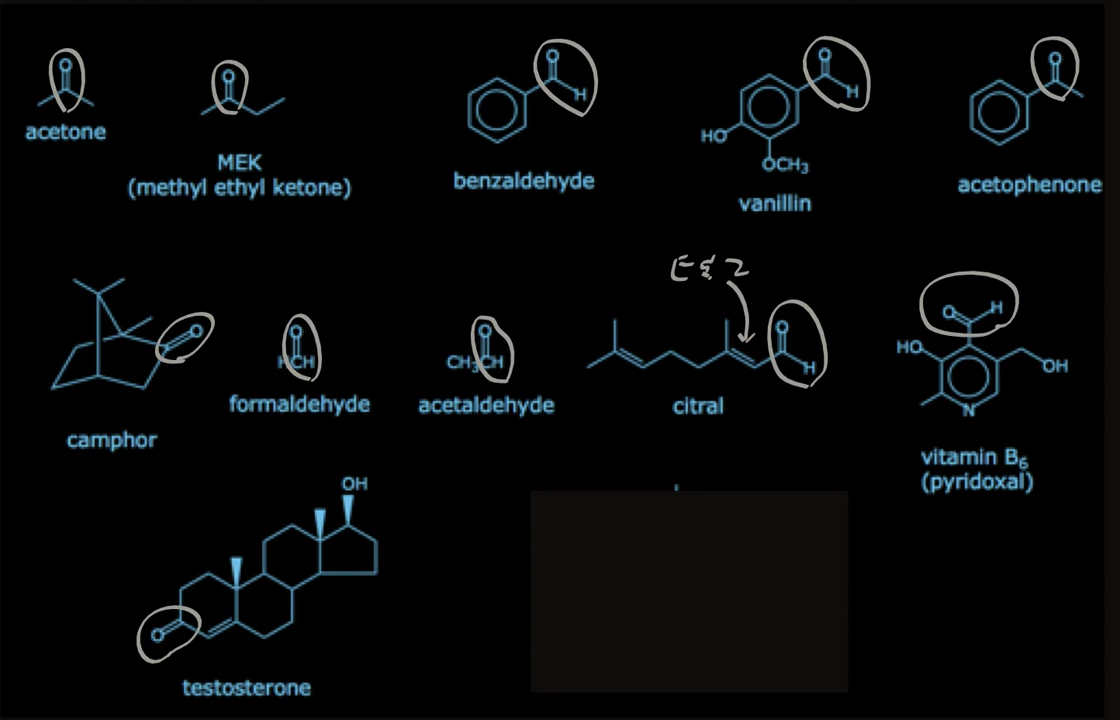 O
O
O
H
O
H
HO
OCH₃
O
acetone
MEK
(methyl ethyl ketone)
benzaldehyde
vanillin
acetophenone
E & Z
O
camphor
O
HCH
formaldehyde
O
CH₃CH
acetaldehyde
O
H
citral
O
H
HO
OH
N
vitamin B₆
(pyridoxal)
OH
O
testosterone